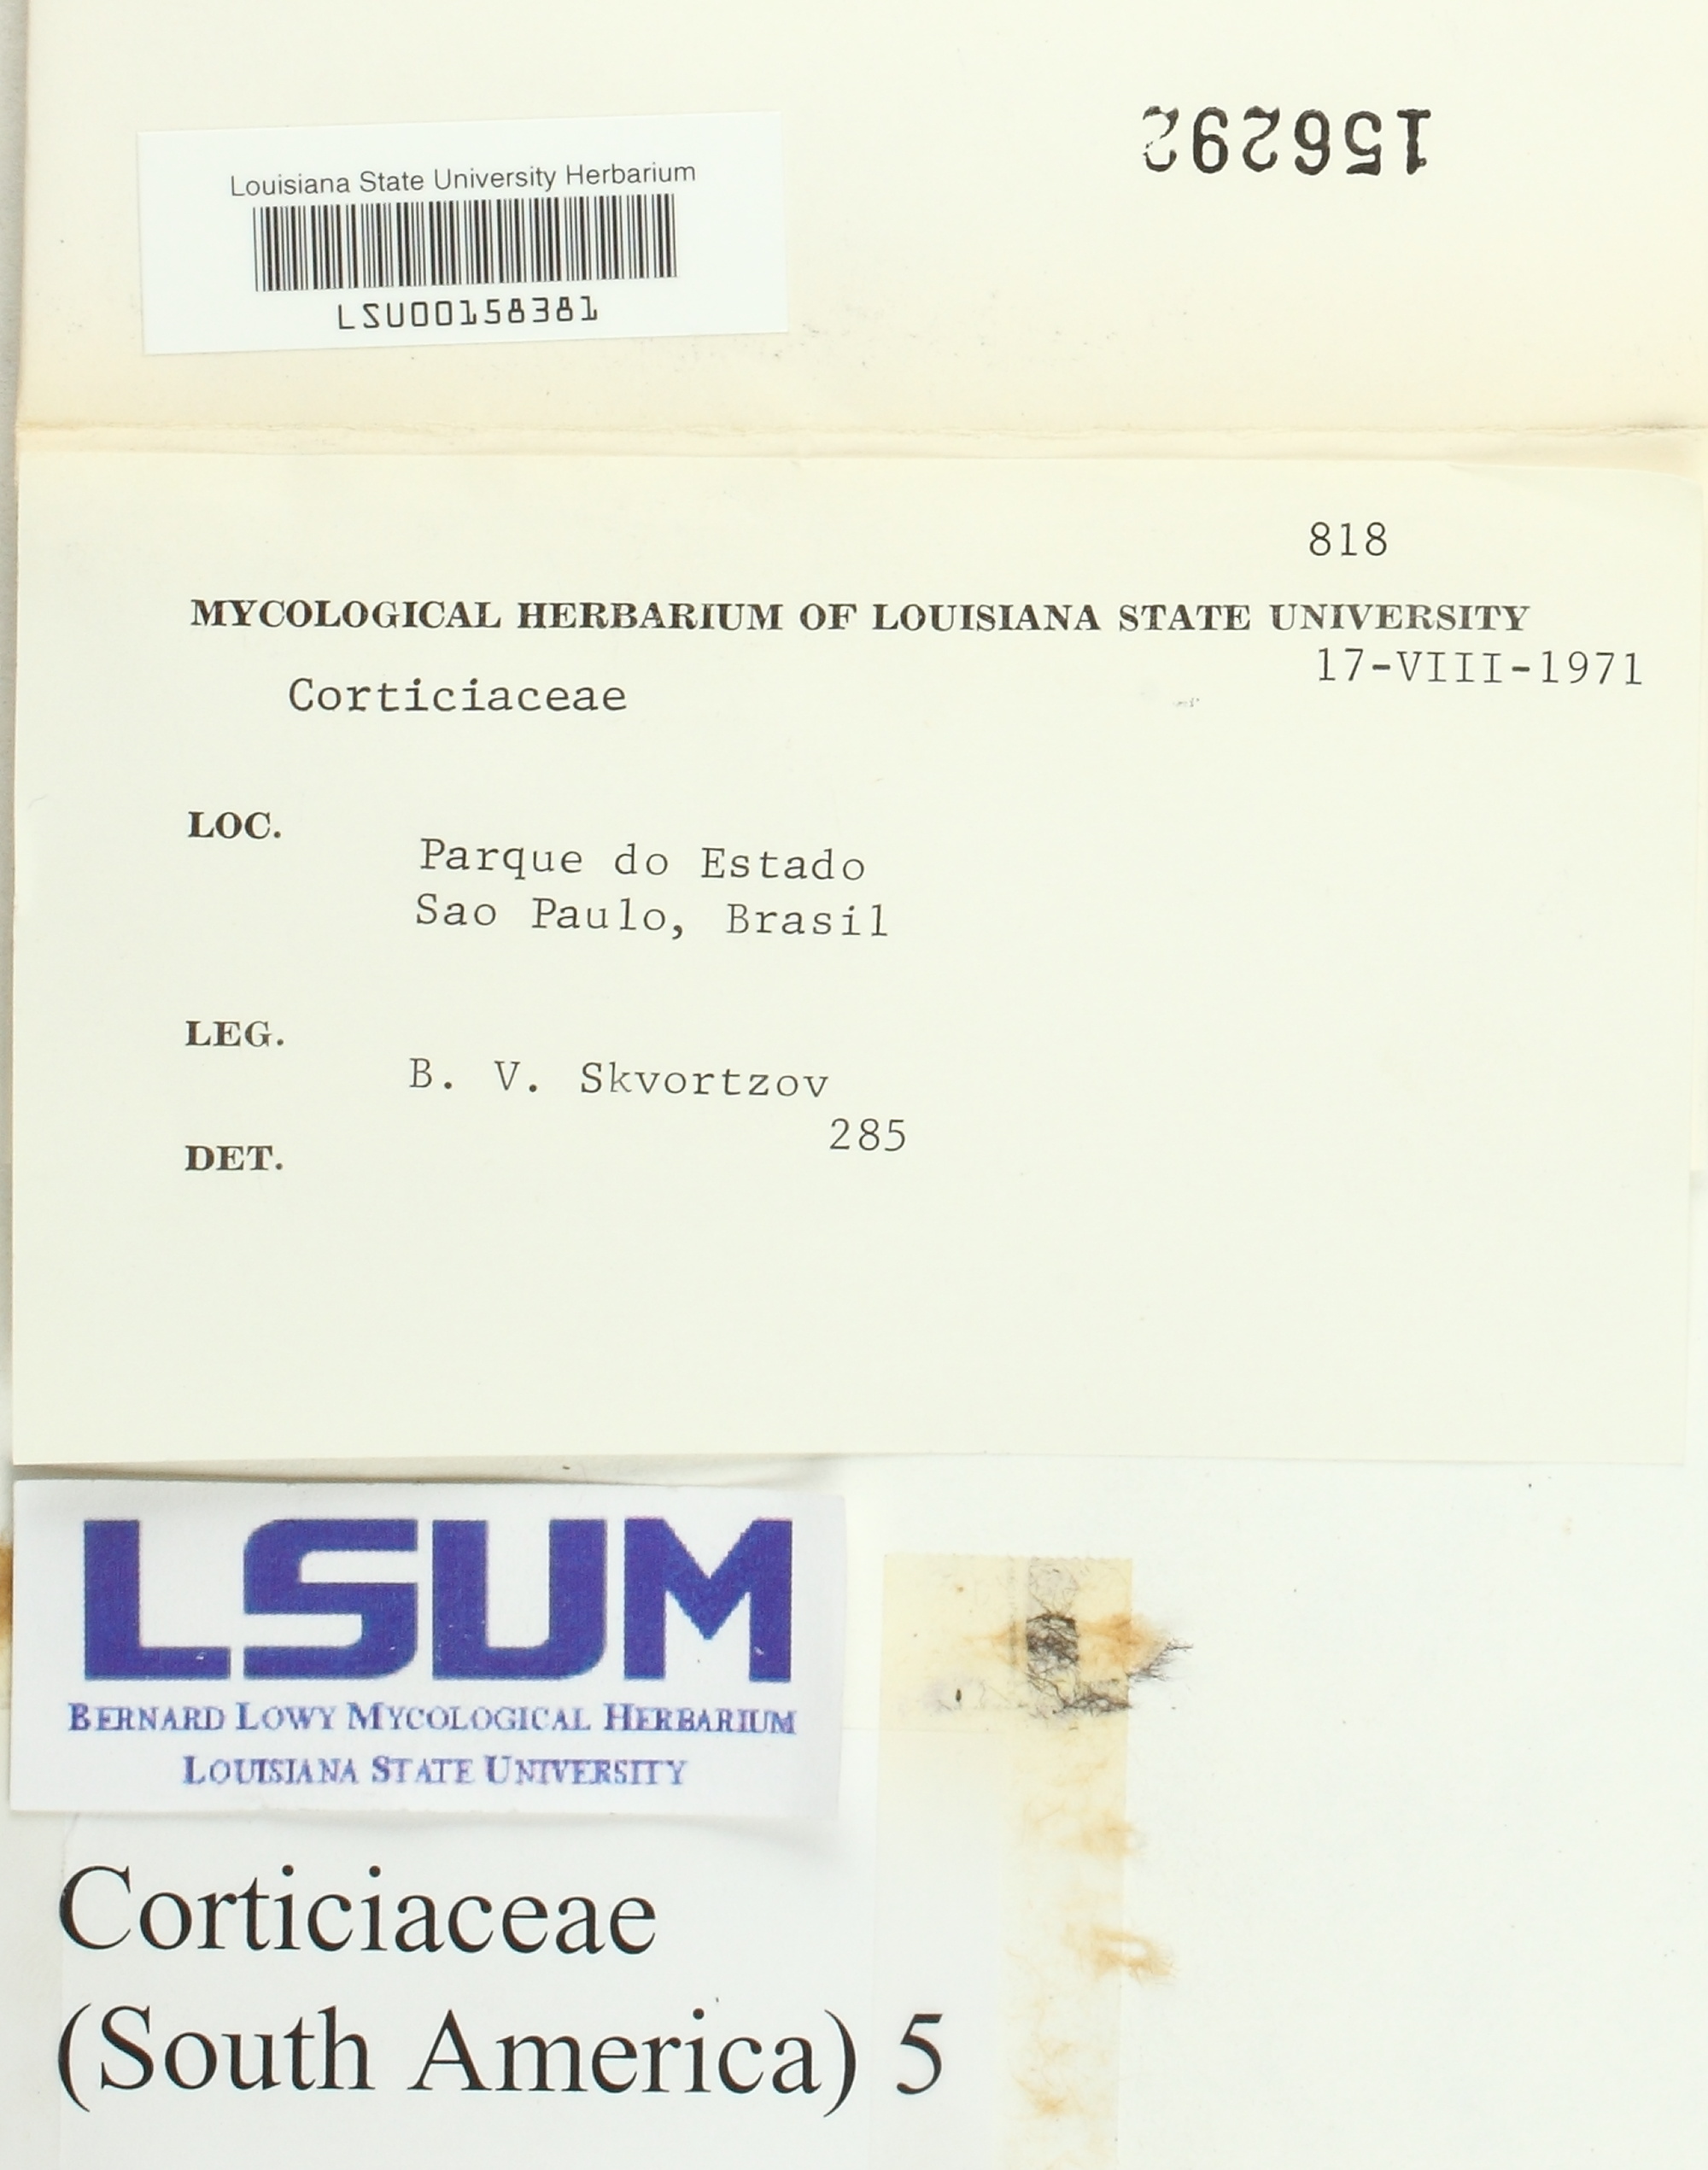 156292
Louisiana State University Herbarium
LSU00158381
818
MYCOLOGICAL HERBARIUM OF LOUISIANA STATE UNIVERSITY
17-VIII-1971
Corticiaceae
LOC.
Parque do Estado
Sao Paulo, Brasil
LEG.
B. V. Skvortzov
285
DET.
LSUM
BERNARD LOWY MYCOLOGICAL HERBARIUM
LOUISIANA STATE UNIVERSITY
Corticiaceae
(South America) 5